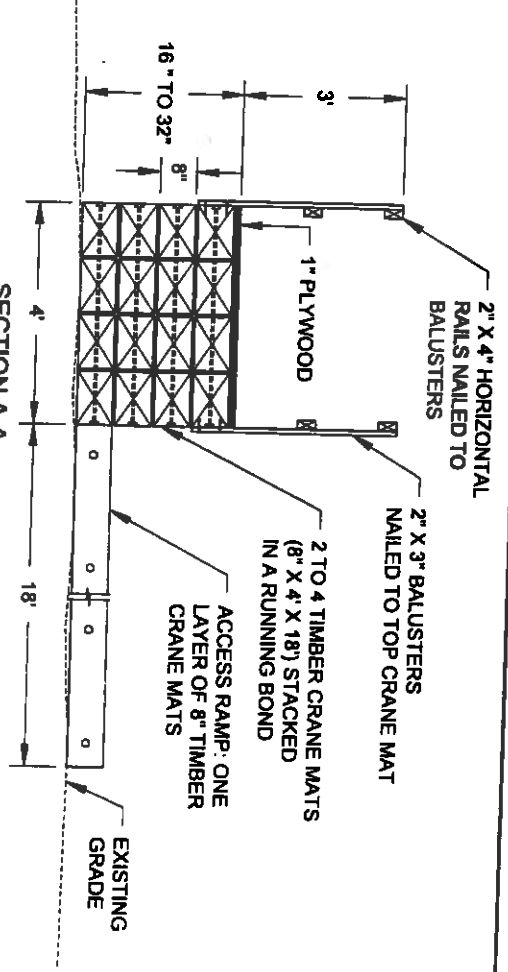 2" X 4" HORIZONTAL
RAILS NAILED TO
BALUSTERS
2" X 3" BALUSTERS
NAILED TO TOP CRANE MAT
3'
1" PLYWOOD
16 " TO 32"
8"
2 TO 4 TIMBER CRANE MATS
(8" X 4' X 18') STACKED
IN A RUNNING BOND
ACCESS RAMP: ONE
LAYER OF 8" TIMBER
CRANE MATS
EXISTING
GRADE
4'
18'
SECTION A-A